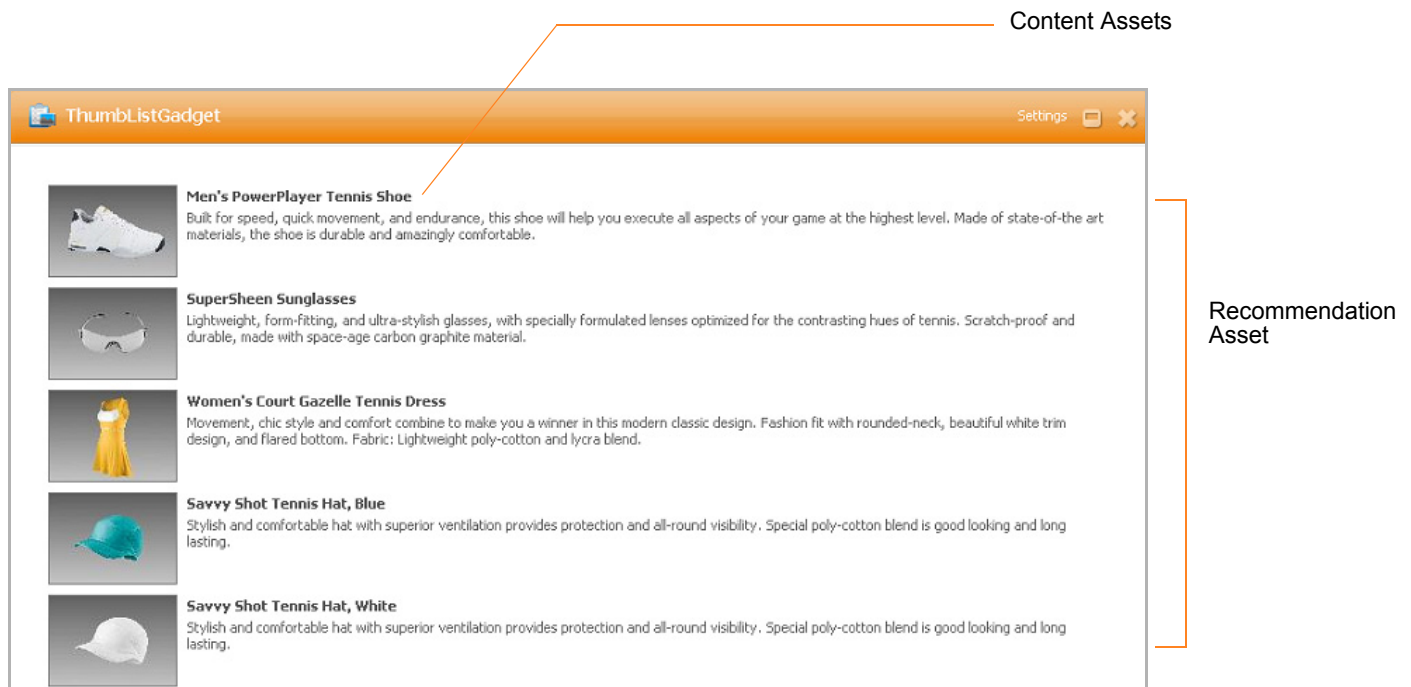 Content Assets
ThumbListGadget
Settings
Men's PowerPlayer Tennis Shoe
Built for speed, quick movement, and endurance, this shoe will help you execute all aspects of your game at the highest level. Made of state-of-the art
materials, the shoe is durable and amazingly comfortable.
SuperSheen Sunglasses
Lightweight, form-fitting, and ultra-stylish glasses, with specially formulated lenses optimized for the contrasting hues of tennis. Scratch-proof and
durable, made with space-age carbon graphite material.
Recommendation
Asset
Women's Court Gazelle Tennis Dress
Movement, chic style and comfort combine to make you a winner in this modern classic design. Fashion fit with rounded-neck, beautiful white trim
design, and flared bottom. Fabric: Lightweight poly-cotton and lycra blend.
Savvy Shot Tennis Hat, Blue
Stylish and comfortable hat with superior ventilation provides protection and all-round visibility. Special poly-cotton blend is good looking and long
lasting.
Savvy Shot Tennis Hat, White
Stylish and comfortable hat with superior ventilation provides protection and all-round visibility. Special poly-cotton blend is good looking and long
lasting.